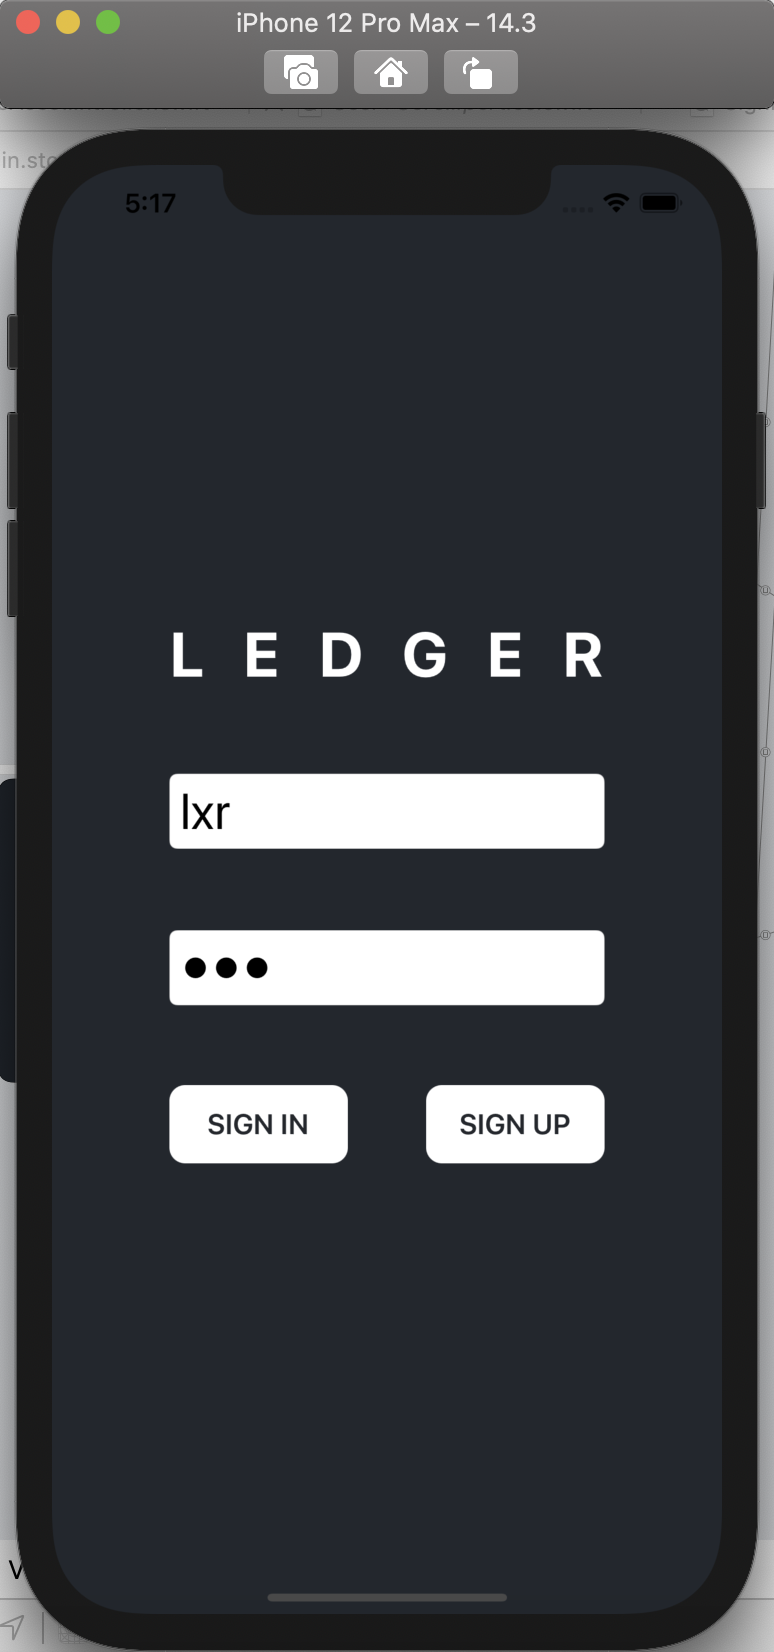 iPhone 12 Pro Max – 14.3
5:17
L E D G E R
lxr
SIGN IN
SIGN UP